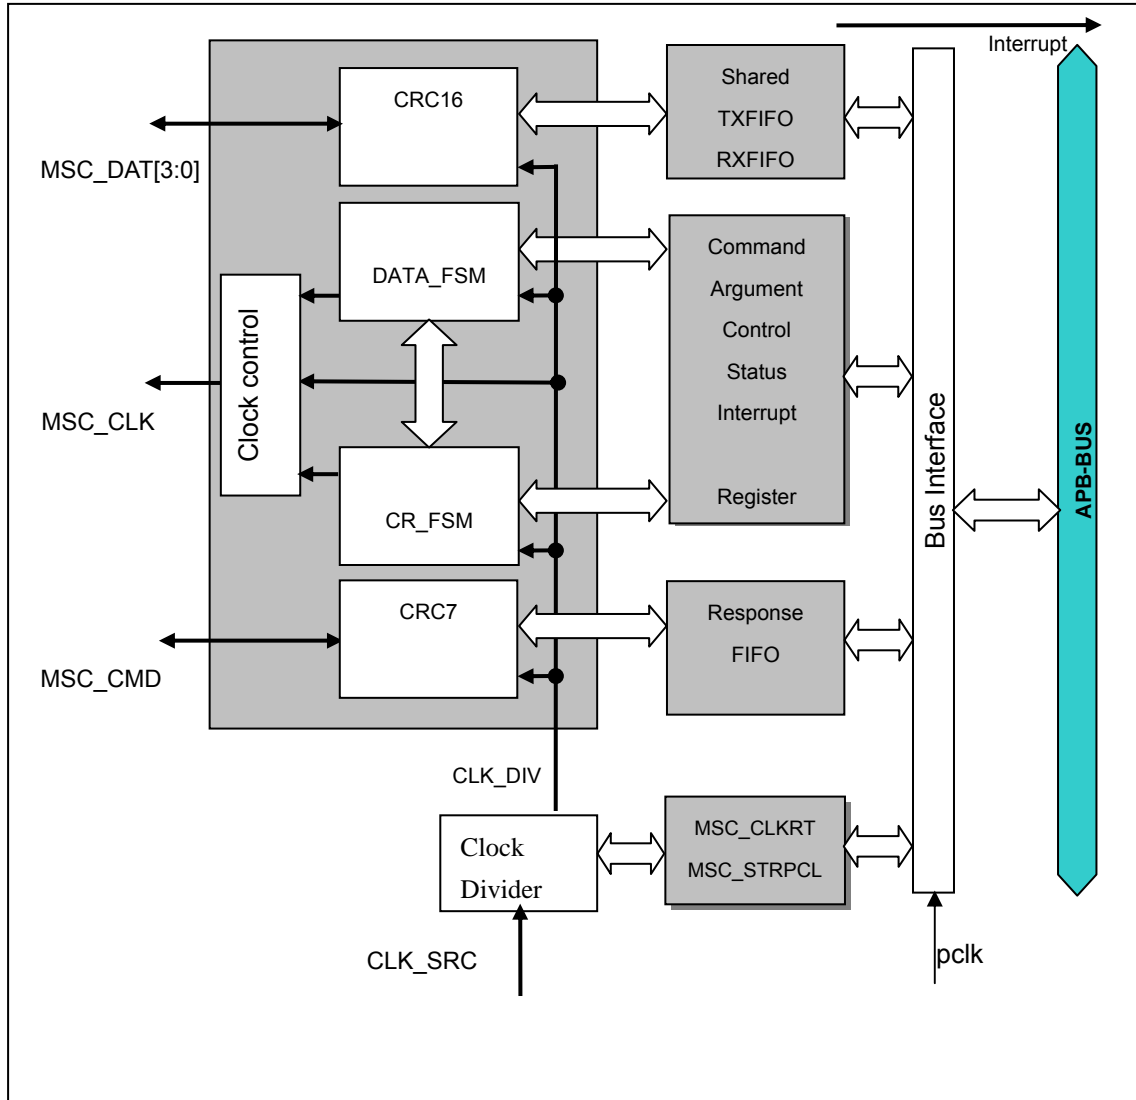 Interrupt
CRC16
Shared
TXFIFO
RXFIFO
MSC_DAT[3:0]
DATA_FSM
Command
Argument
Control
Status
Interrupt
Register
Clock control
MSC_CLK
CR_FSM
Bus Interface
APB-BUS
CRC7
Response
FIFO
MSC_CMD
CLK_DIV
Clock
Divider
MSC_CLKRT
MSC_STRPCL
CLK_SRC
pclk